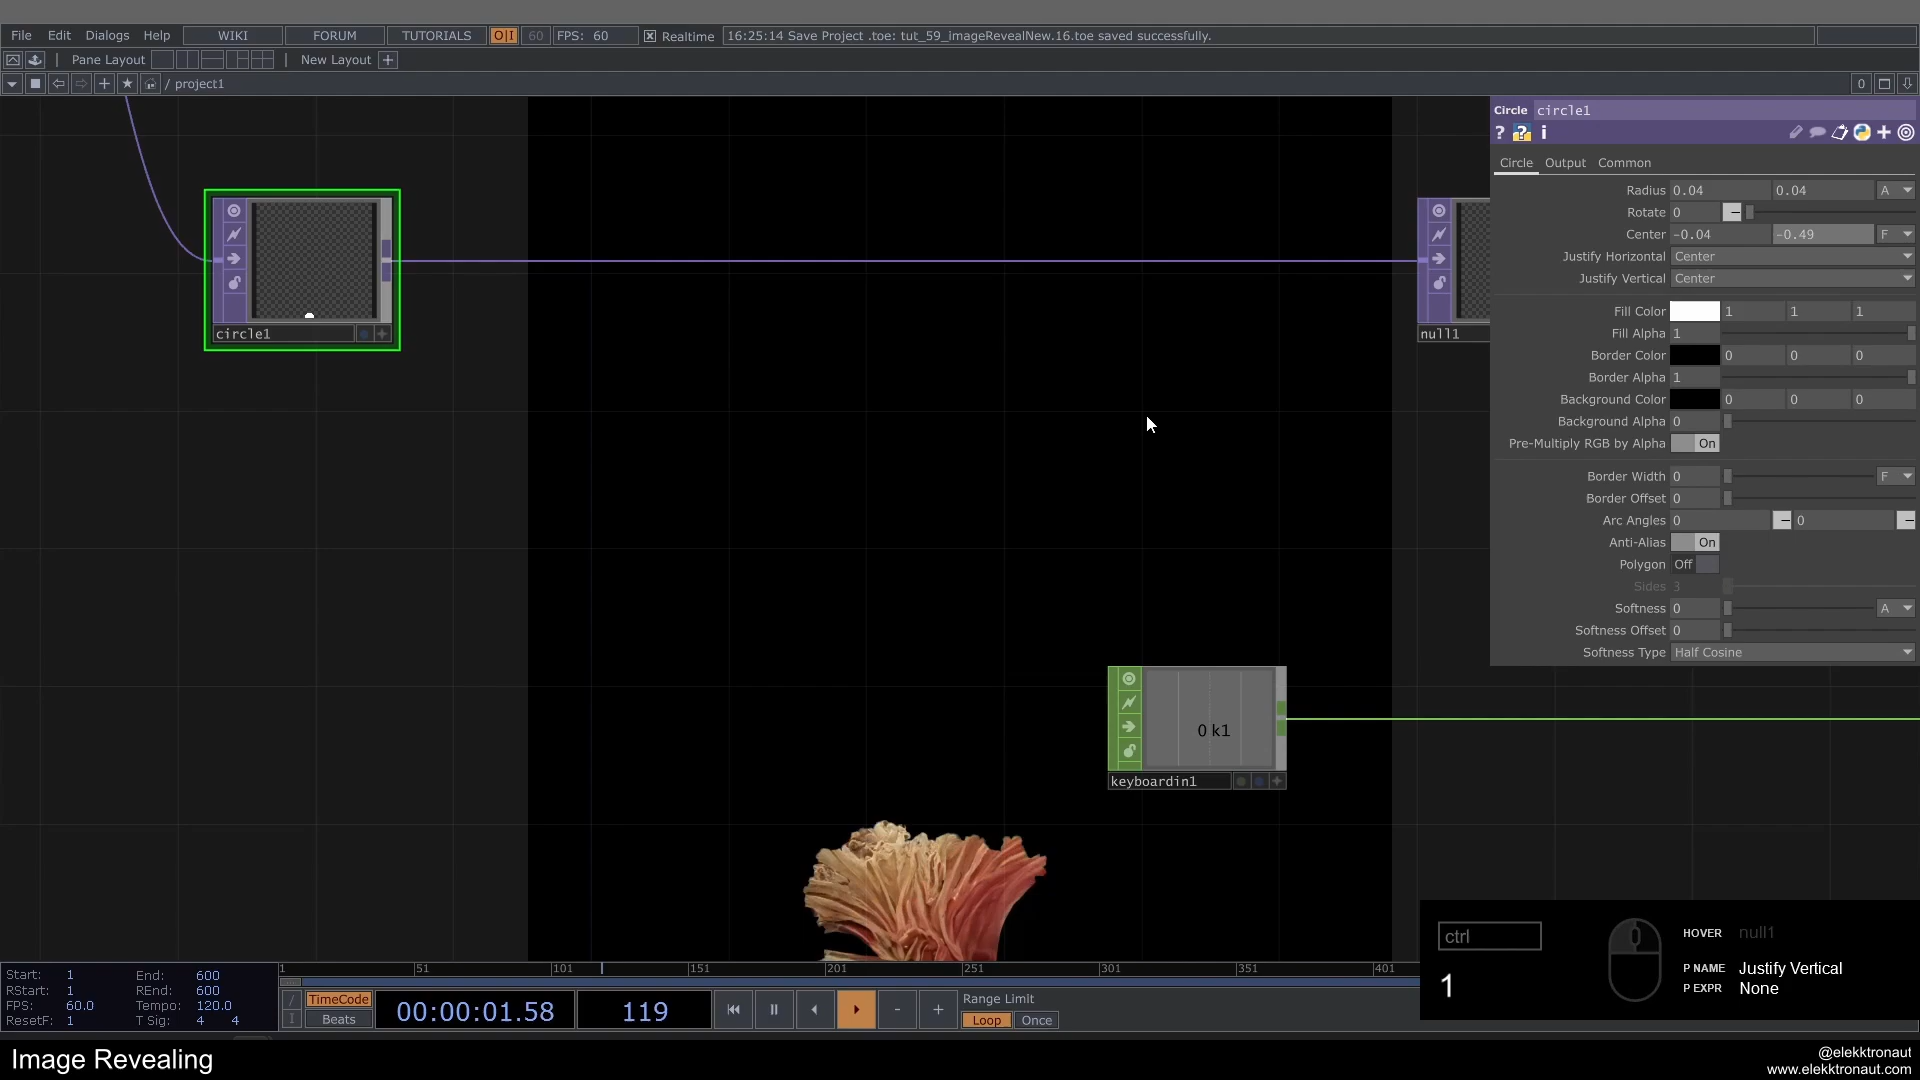 File Edit Dialogs Help WIKI FORUM TUTORIALS O|I 60 FPS: 60 Realtime 16:25:14 Save Project .toe: tut_59_imageRevealNew.16.toe saved successfully.
Pane Layout New Layout +
/ project1 0
Circle circle1
? ? i
Circle Output Common
Radius 0.04 0.04 A
Rotate 0
Center -0.04 -0.49 F
Justify Horizontal Center
Justify Vertical Center
Fill Color 1 1 1
Fill Alpha 1
Border Color 0 0 0
Border Alpha 1
Background Color 0 0 0
Background Alpha 0
Pre-Multiply RGB by Alpha On
Border Width 0 F
Border Offset 0
Arc Angles 0 0
Anti-Alias On
Polygon Off
Sides 3
Softness 0 A
Softness Offset 0
Softness Type Half Cosine
circle1
null1
0 k1
keyboardin1
ctrl
1
HOVER null1
P NAME Justify Vertical
P EXPR None
1 51 101 151 201 251 301 351 401
Start: 1 End: 600
RStart: 1 REnd: 600
FPS: 60.0 Tempo: 120.0
ResetF: 1 T Sig: 4 4
TimeCode
Beats
00:00:01.58 119
Range Limit
Loop Once
Image Revealing
@elekktronaut
www.elekktronaut.com